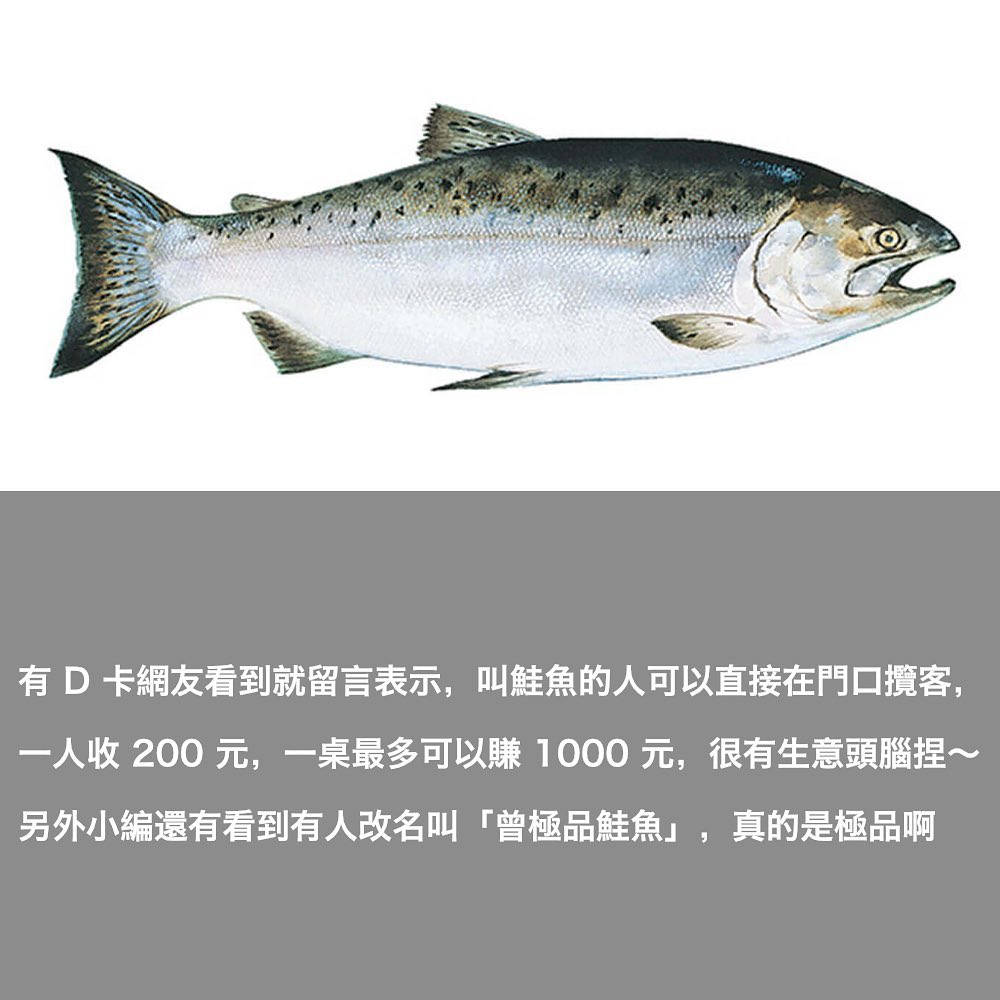 有 D 卡網友看到就留言表示，叫鮭魚的人可以直接在門口攬客，
一人收 200 元，一桌最多可以賺 1000 元，很有生意頭腦捏～
另外小編還有看到有人改名叫「曾極品鮭魚」，真的是極品啊